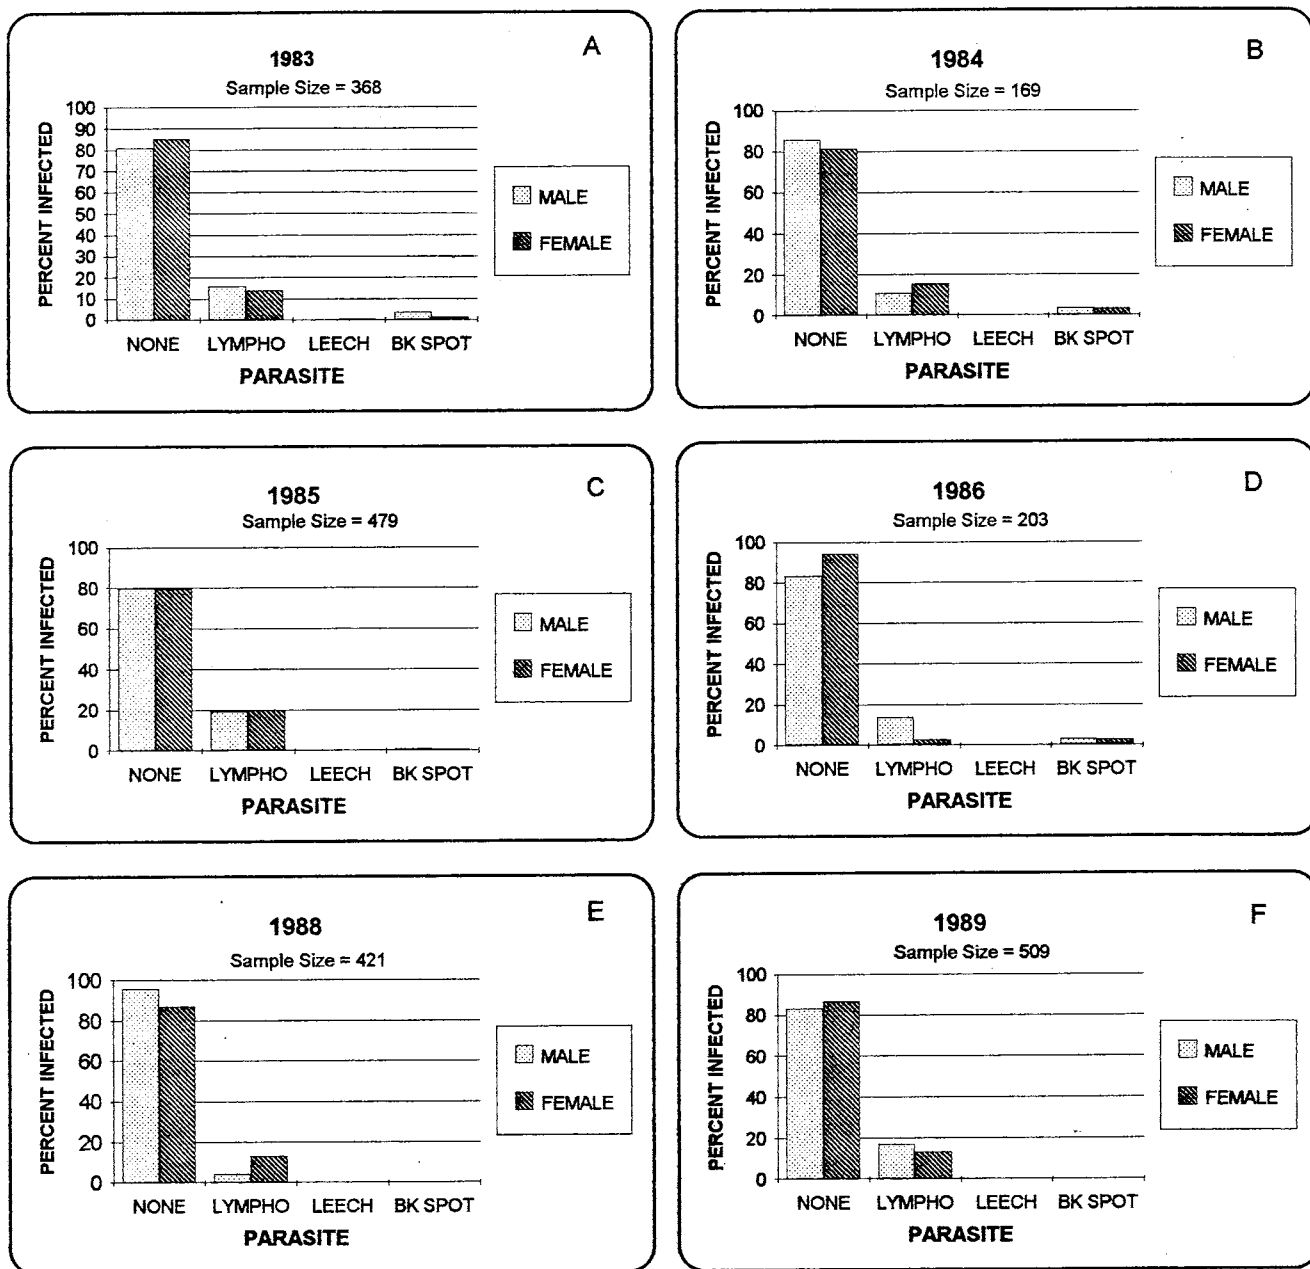 A
1983
Sample Size = 368
PERCENT INFECTED
100
90
80
70
60
50
40
30
20
10
0
NONE LYMPHO LEECH BK SPOT
PARASITE
MALE
FEMALE
B
1984
Sample Size = 169
PERCENT INFECTED
100
80
60
40
20
0
NONE LYMPHO LEECH BK SPOT
PARASITE
MALE
FEMALE
C
1985
Sample Size = 479
PERCENT INFECTED
100
80
60
40
20
0
NONE LYMPHO LEECH BK SPOT
PARASITE
MALE
FEMALE
D
1986
Sample Size = 203
PERCENT INFECTED
100
80
60
40
20
0
NONE LYMPHO LEECH BK SPOT
PARASITE
MALE
FEMALE
E
1988
Sample Size = 421
PERCENT INFECTED
100
80
60
40
20
0
NONE LYMPHO LEECH BK SPOT
PARASITE
MALE
FEMALE
F
1989
Sample Size = 509
PERCENT INFECTED
100
80
60
40
20
0
NONE LYMPHO LEECH BK SPOT
PARASITE
MALE
FEMALE